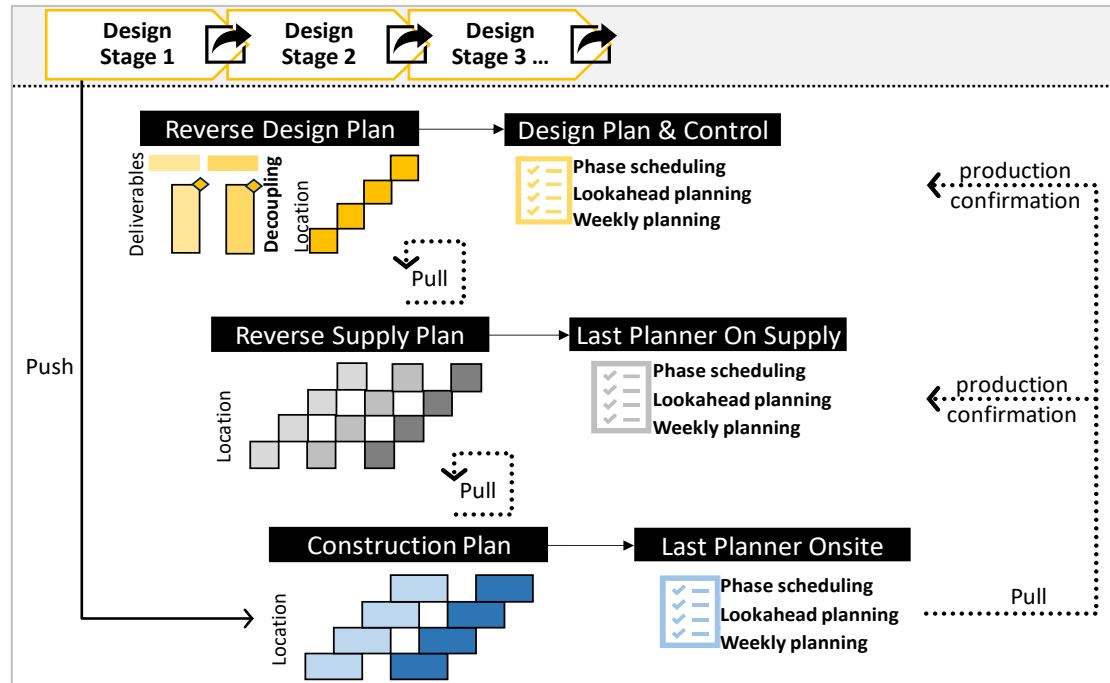 Design
Stage 1
Design
Stage 2
Design
Stage 3 ...
Reverse Design Plan
Design Plan & Control
Deliverables
Decoupling
Location
Phase scheduling
Lookahead planning
Weekly planning
production
confirmation
Pull
Reverse Supply Plan
Last Planner On Supply
Push
Location
Phase scheduling
Lookahead planning
Weekly planning
production
confirmation
Pull
Construction Plan
Last Planner Onsite
Location
Phase scheduling
Lookahead planning
Weekly planning
Pull